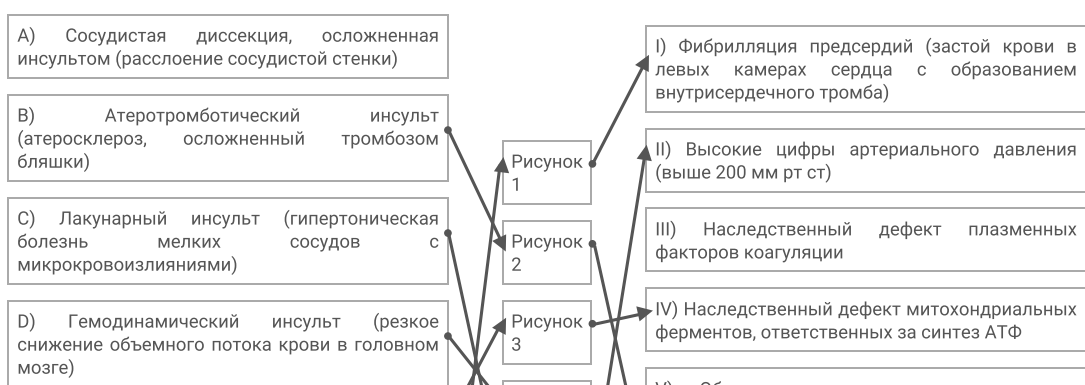 A) Сосудистая диссекция, осложненная
инсультом (расслоение сосудистой стенки)
B) Атеротромботический инсульт
(атеросклероз, осложненный тромбозом
бляшки)
C) Лакунарный инсульт (гипертоническая
болезнь мелких сосудов с
микрокровоизлияниями)
D) Гемодинамический инсульт (резкое
снижение объемного потока крови в головном
мозге)
Рисунок
1
Рисунок
2
Рисунок
3
I) Фибрилляция предсердий (застой крови в
левых камерах сердца с образованием
внутрисердечного тромба)
II) Высокие цифры артериального давления
(выше 200 мм рт ст)
III) Наследственный дефект плазменных
факторов коагуляции
IV) Наследственный дефект митохондриальных
ферментов, ответственных за синтез АТФ